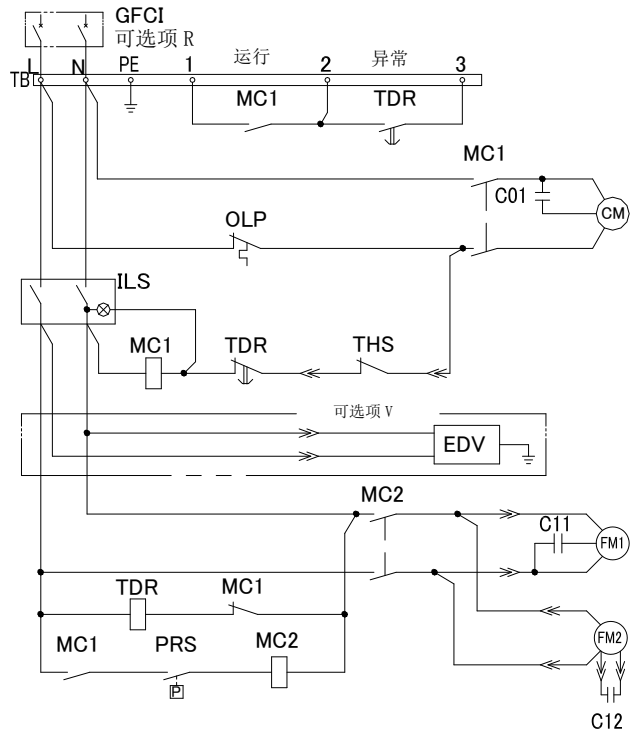 GFCI
可选项 R
L N PE 1 运行 2 异常 3
TB
MC1 TDR
MC1
C01
CM
OLP
ILS
MC1 TDR THS
可选项 V
EDV
MC2
C11
FM1
TDR MC1
MC1 PRS MC2
FM2
P
C12